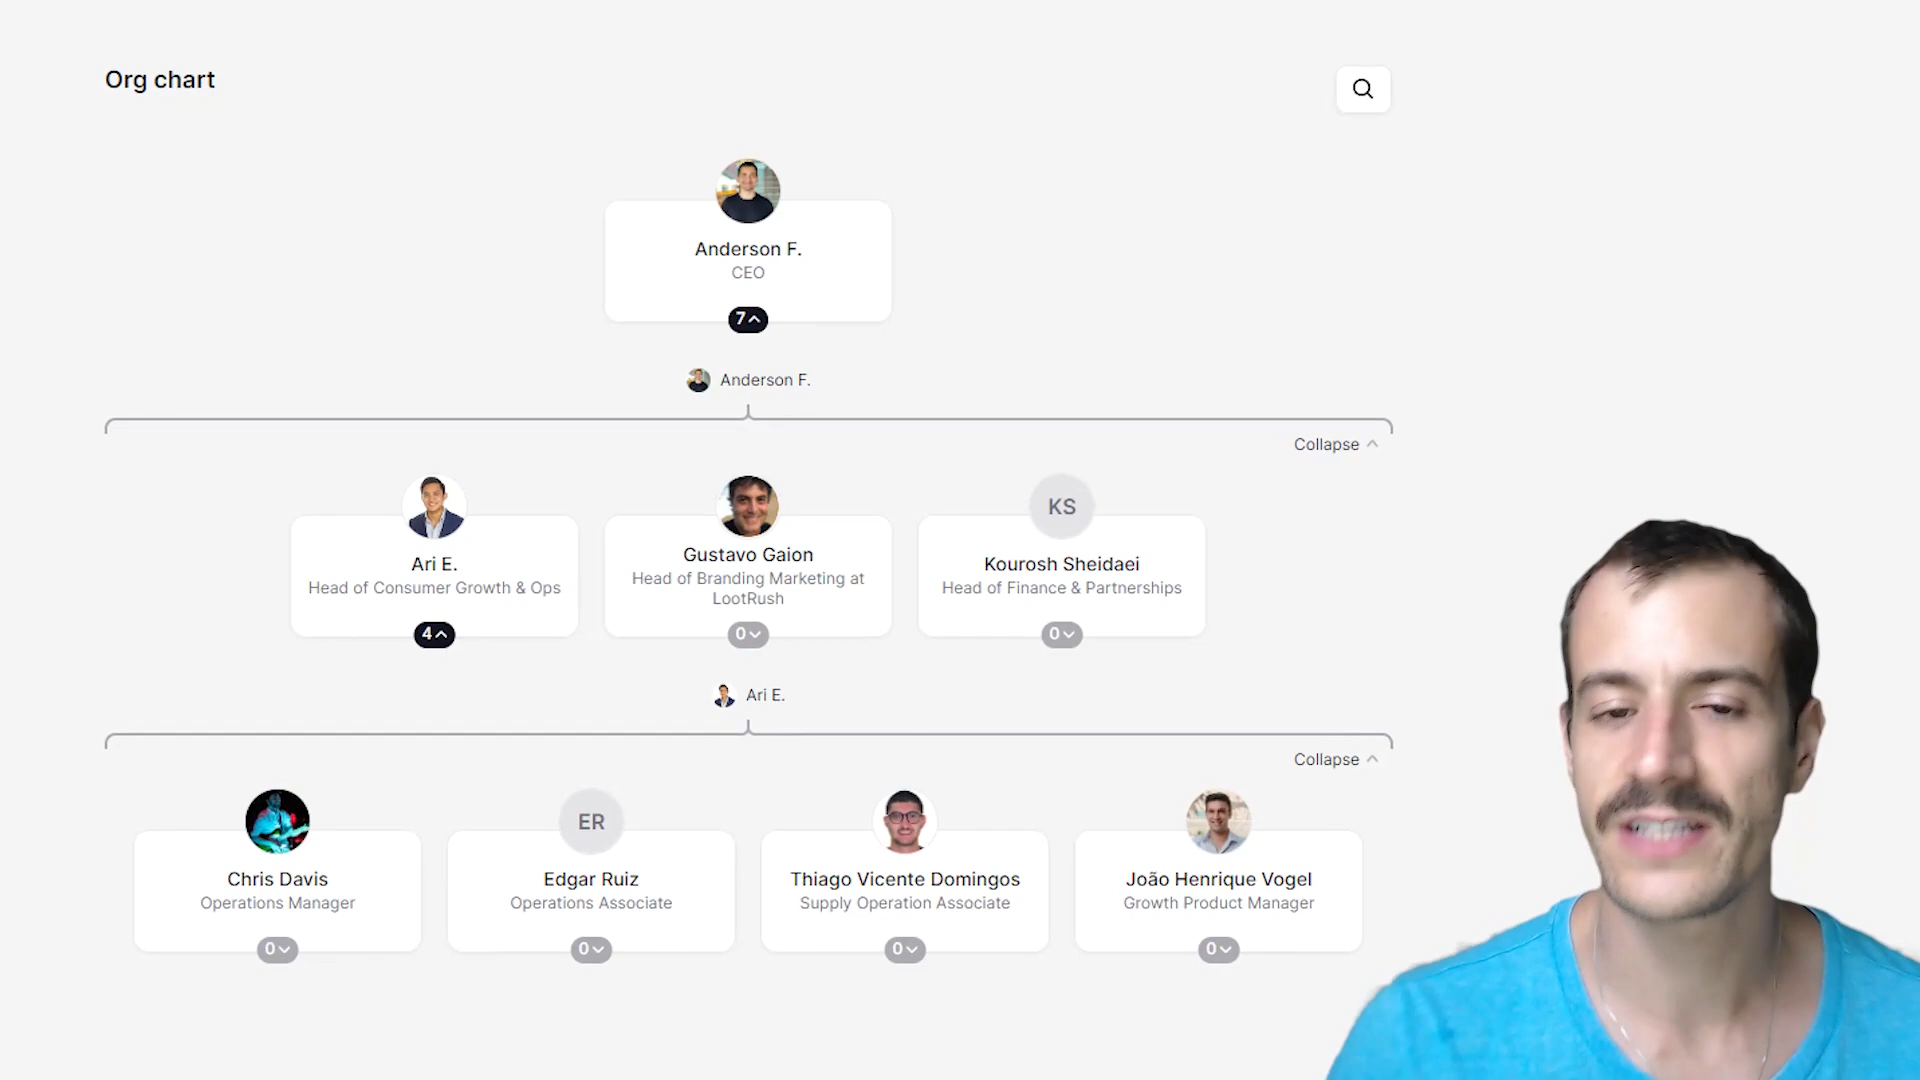 Org chart
Anderson F.
CEO
7
Anderson F.
Collapse
Ari E.
Head of Consumer Growth & Ops
4
Gustavo Gaion
Head of Branding Marketing at
LootRush
0
KS
Kourosh Sheidaei
Head of Finance & Partnerships
0
Ari E.
Collapse
Chris Davis
Operations Manager
0
ER
Edgar Ruiz
Operations Associate
0
Thiago Vicente Domingos
Supply Operation Associate
0
João Henrique Vogel
Growth Product Manager
0